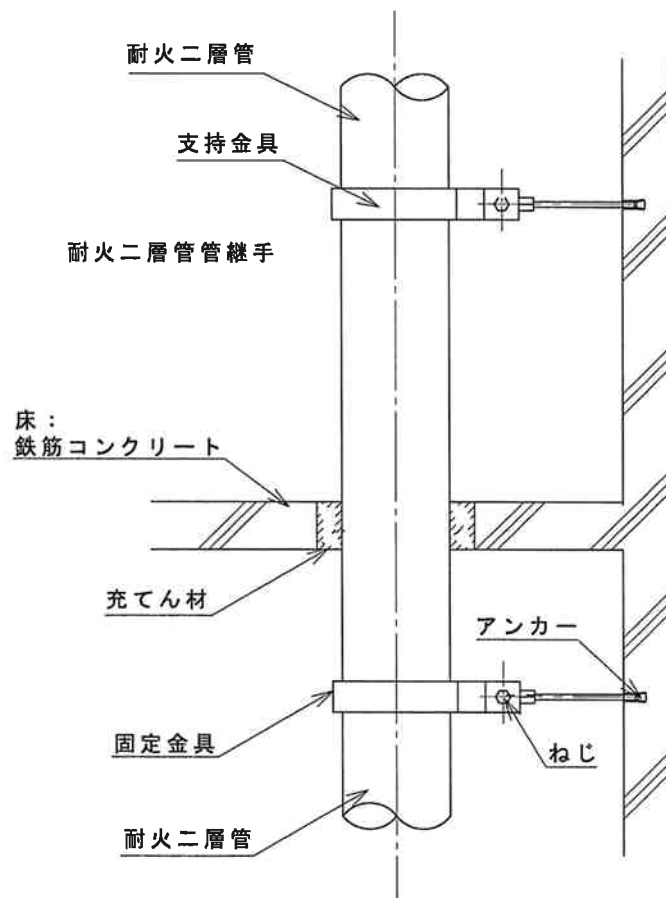 耐火二層管
支持金具
耐火二層管管継手
床：
鉄筋コンクリート
充てん材
アンカー
固定金具
ねじ
耐火二層管